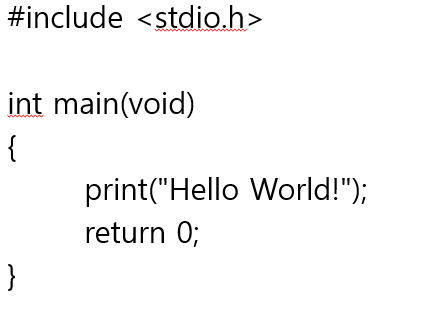 #include <stdio.h>
int main(void)
{
print("Hello World!");
return 0;
}